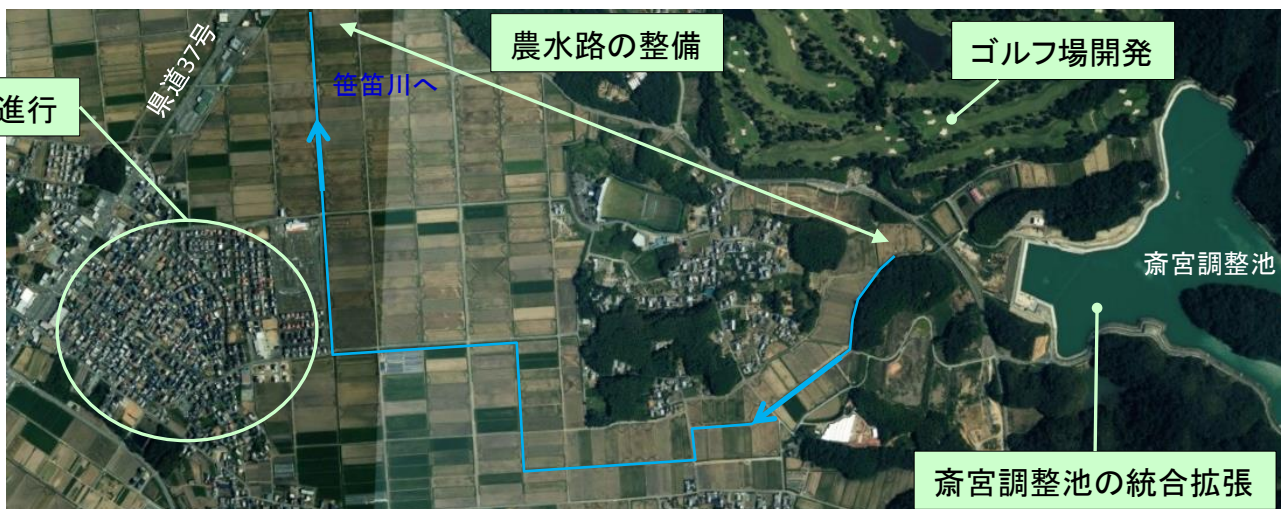 農水路の整備
ゴルフ場開発
県道37号
笹笛川へ
進行
斎宮調整池
斎宮調整池の統合拡張